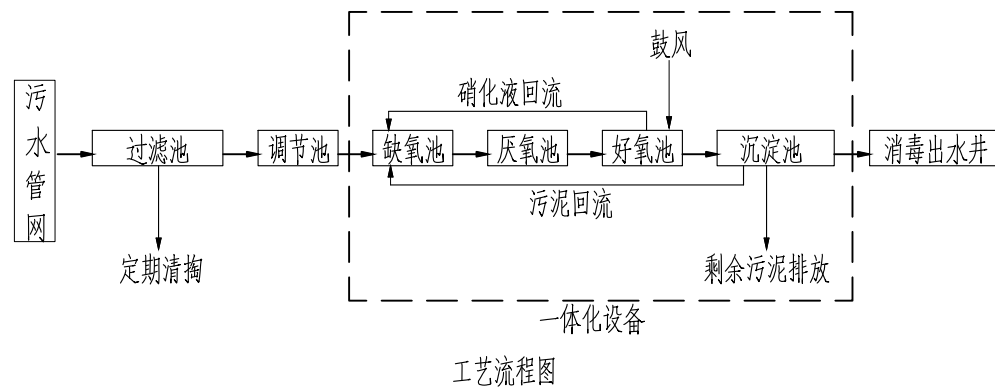 鼓风
硝化液回流
污水管网
过滤池
调节池
缺氧池
厌氧池
好氧池
沉淀池
消毒出水井
污泥回流
定期清掏
剩余污泥排放
一体化设备
工艺流程图